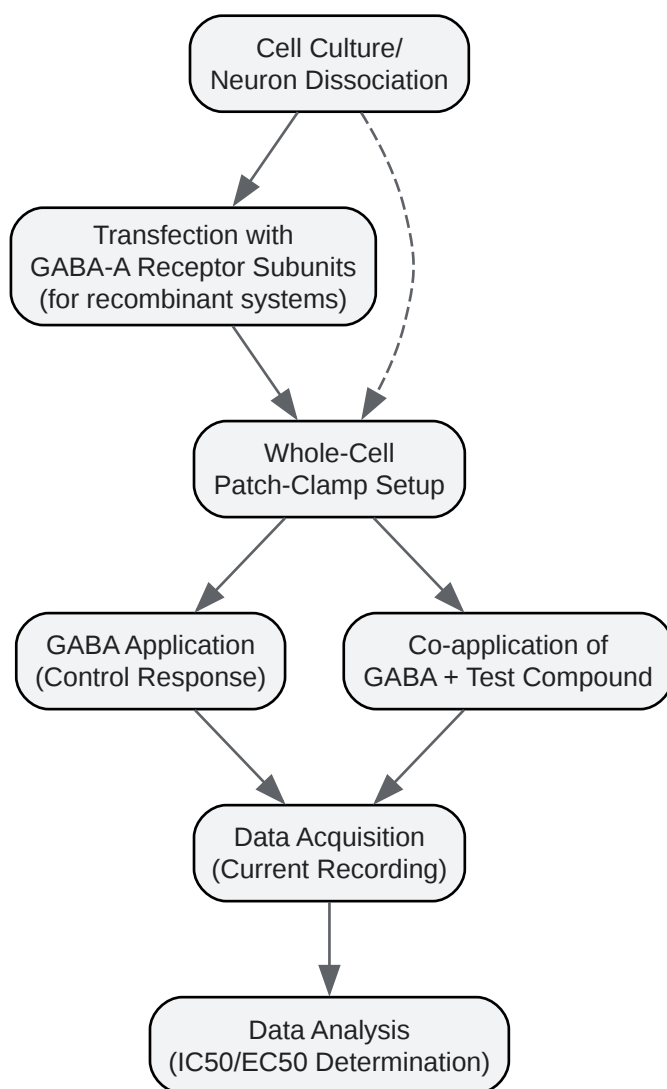 Cell Culture/
Neuron Dissociation
Transfection with
GABA-A Receptor Subunits
(for recombinant systems)
Whole-Cell
Patch-Clamp Setup
GABA Application
(Control Response)
Co-application of
GABA + Test Compound
Data Acquisition
(Current Recording)
Data Analysis
(IC50/EC50 Determination)